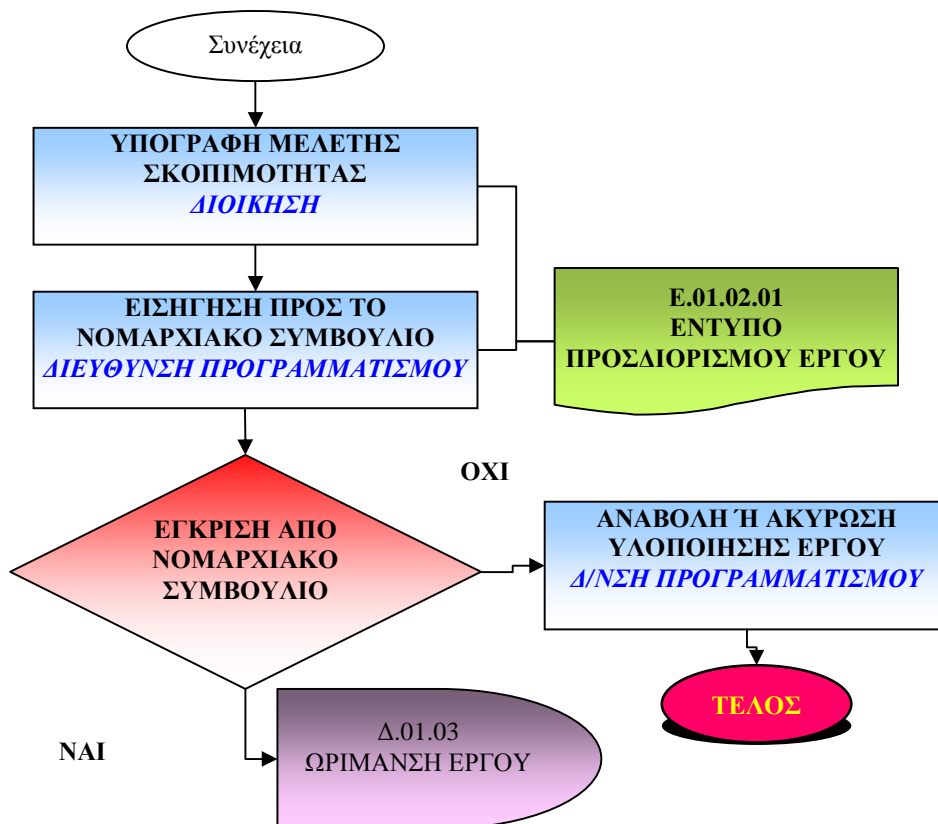 Συνέχεια
ΥΠΟΓΡΑΦΗ ΜΕΛΕΤΗΣ
ΣΚΟΠΙΜΟΤΗΤΑΣ
ΔΙΟΙΚΗΣΗ
ΕΙΣΗΓΗΣΗ ΠΡΟΣ ΤΟ
ΝΟΜΑΡΧΙΑΚΟ ΣΥΜΒΟΥΛΙΟ
ΔΙΕΥΘΥΝΣΗ ΠΡΟΓΡΑΜΜΑΤΙΣΜΟΥ
Ε.01.02.01
ΕΝΤΥΠΟ
ΠΡΟΣΔΙΟΡΙΣΜΟΥ ΕΡΓΟΥ
ΟΧΙ
ΕΓΚΡΙΣΗ ΑΠΟ
ΝΟΜΑΡΧΙΑΚΟ
ΣΥΜΒΟΥΛΙΟ
ΑΝΑΒΟΛΗ Ή ΑΚΥΡΩΣΗ
ΥΛΟΠΟΙΗΣΗΣ ΕΡΓΟΥ
Δ/ΝΣΗ ΠΡΟΓΡΑΜΜΑΤΙΣΜΟΥ
ΤΕΛΟΣ
ΝΑΙ
Δ.01.03
ΩΡΙΜΑΝΣΗ ΕΡΓΟΥ